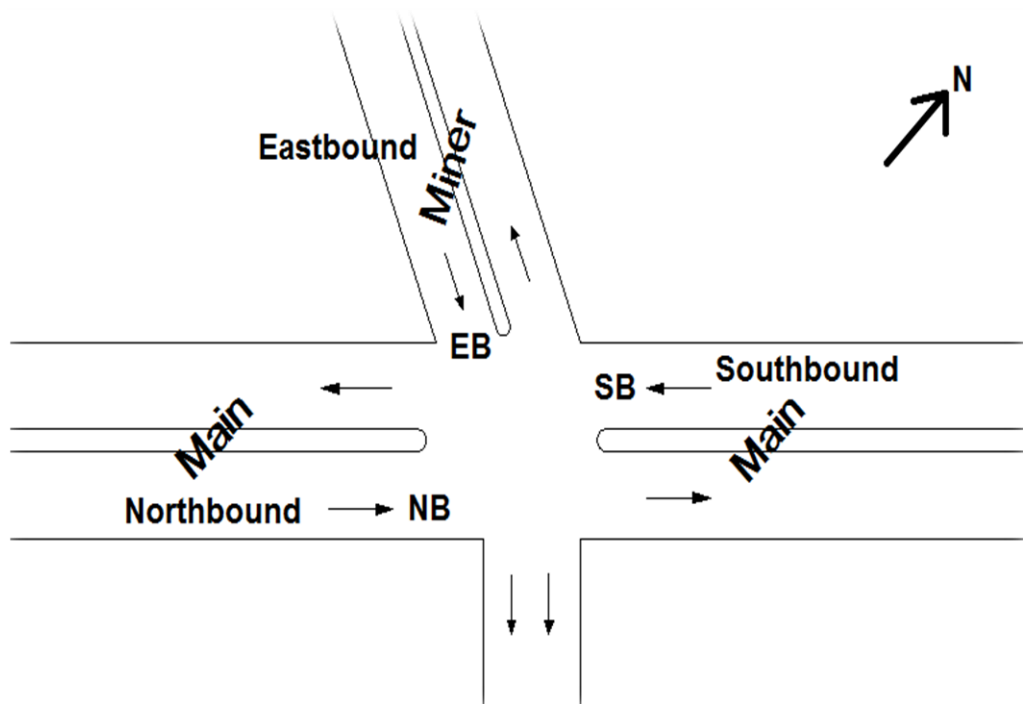 N
Eastbound
Miner
EB
Southbound
SB
Main
Main
Northbound
NB